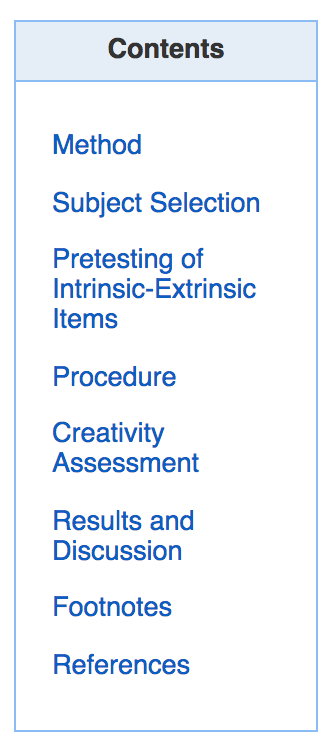 Contents
Method
Subject Selection
Pretesting of
Intrinsic-Extrinsic
Items
Procedure
Creativity
Assessment
Results and
Discussion
Footnotes
References